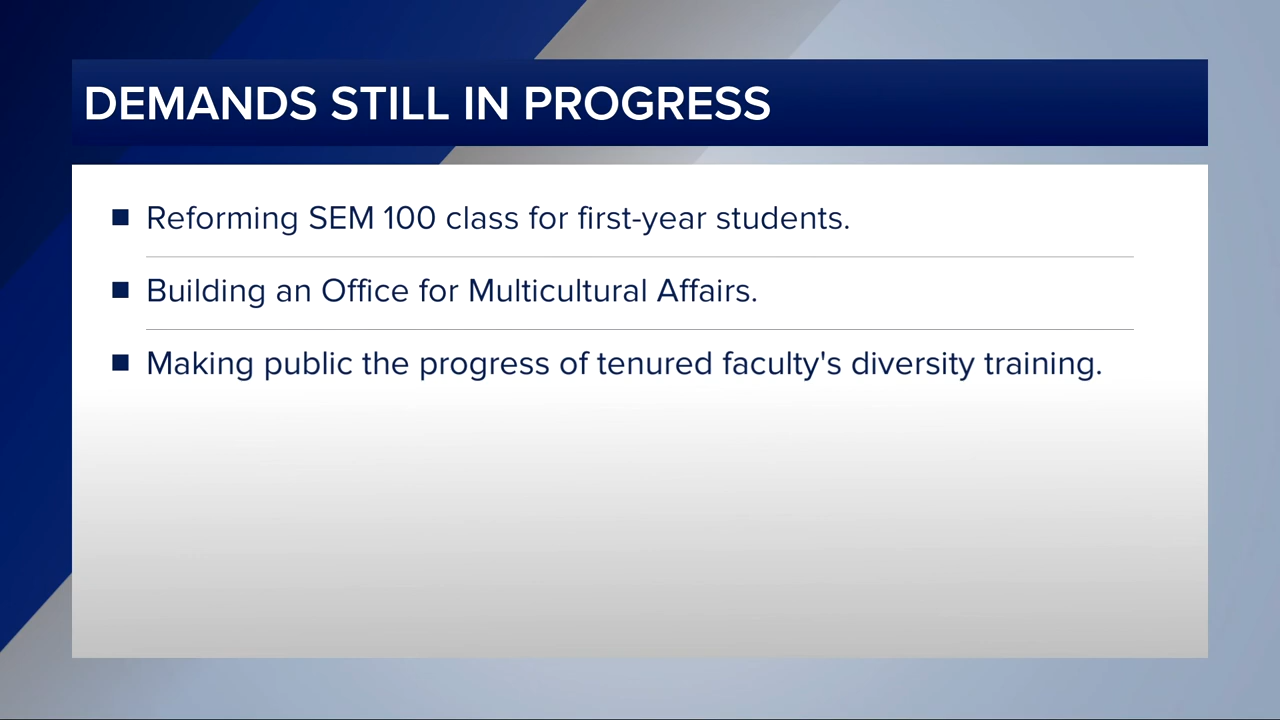 DEMANDS STILL IN PROGRESS
Reforming SEM 100 class for first-year students.
Building an Office for Multicultural Affairs.
Making public the progress of tenured faculty's diversity training.